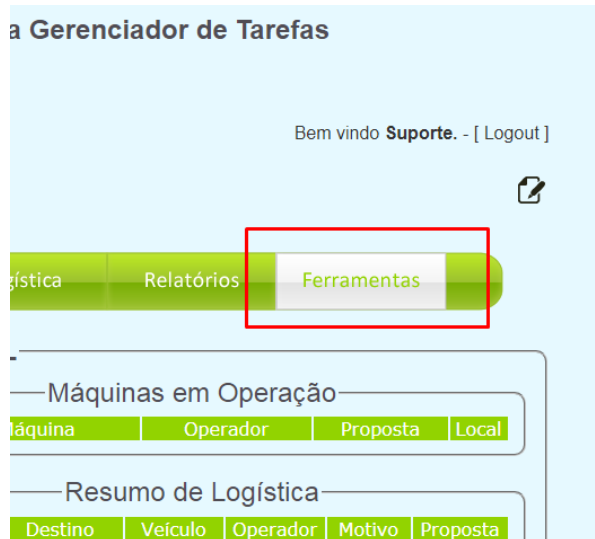 a Gerenciador de Tarefas
Bem vindo Suporte. - [ Logout ]
gística Relatórios Ferramentas
Máquinas em Operação
Máquina Operador Proposta Local
Resumo de Logística
Destino Veículo Operador Motivo Proposta